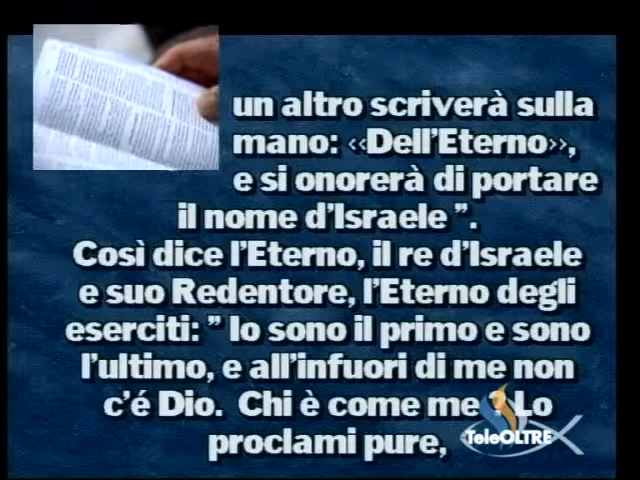 un altro scriverà sulla
mano: «Dell'Eterno»,
e si onorerà di portare
il nome d'Israele ".
Così dice l'Eterno, il re d'Israele
e suo Redentore, l'Eterno degli
eserciti: " Io sono il primo e sono
l'ultimo, e all'infuori di me non
c'é Dio. Chi è come me ? Lo
proclami pure,
TeleOLTRE